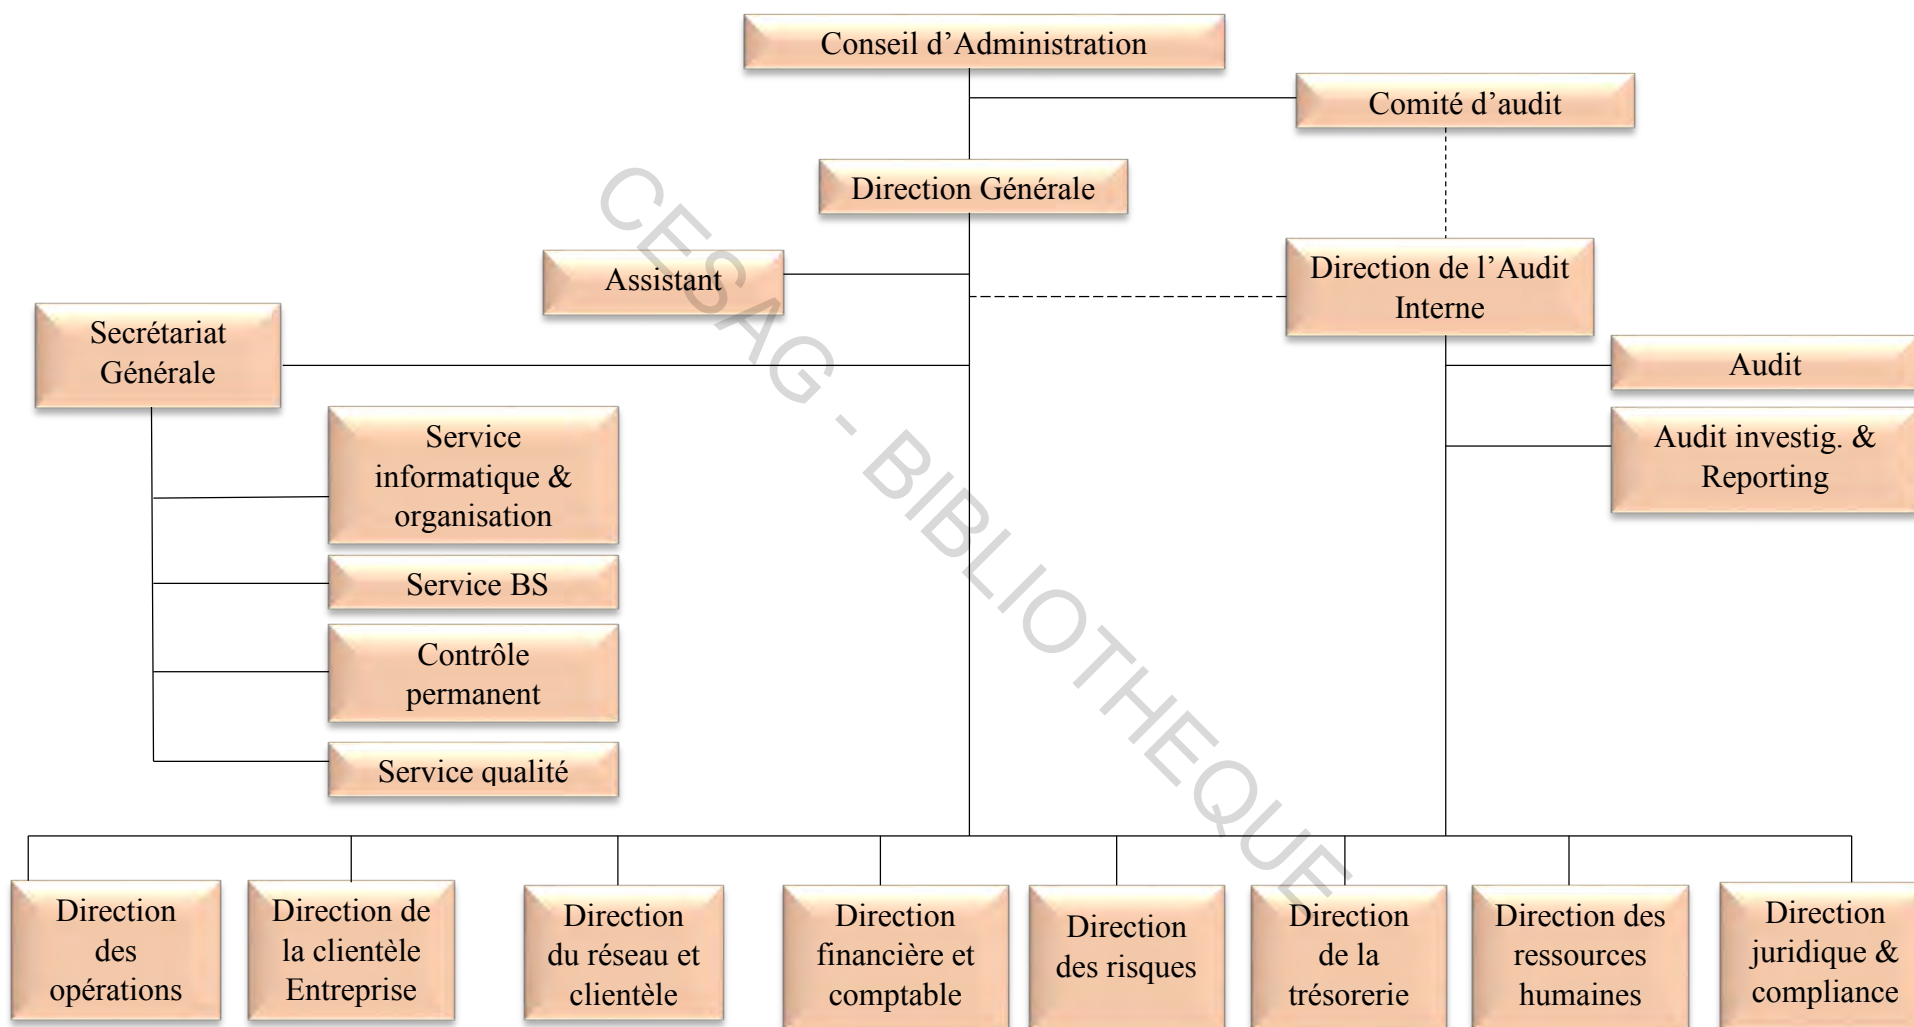 Conseil d'Administration
Comité d'audit
Direction Générale
Assistant
Direction de l'Audit
Interne
Secrétariat
Générale
Audit
Audit investig. &
Reporting
Service
informatique &
organisation
Service BS
Contrôle
permanent
Service qualité
Direction
des
opérations
Direction de
la clientèle
Entreprise
Direction
du réseau et
clientèle
Direction
financière et
comptable
Direction
des risques
Direction
de la
trésorerie
Direction des
ressources
humaines
Direction
juridique &
compliance
CESAG - BIBLIOTHEQUE